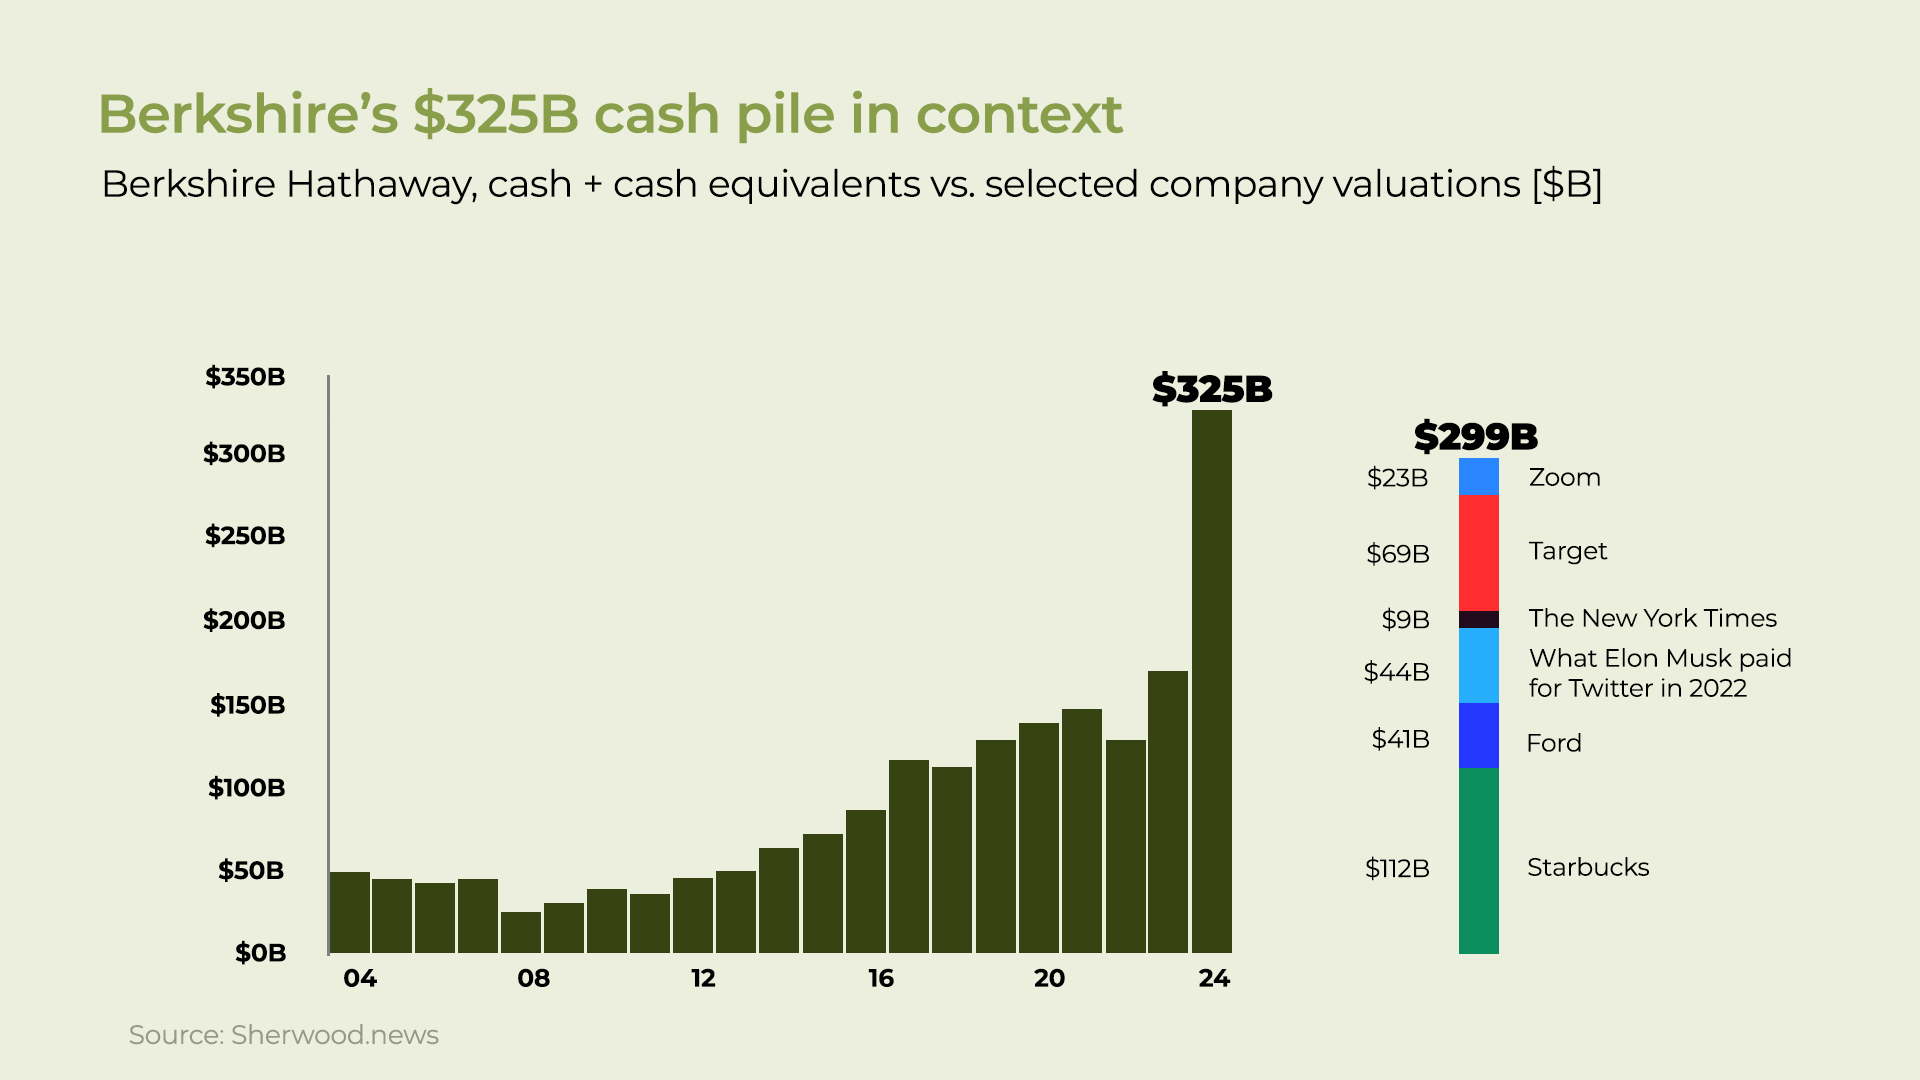 Berkshire’s $325B cash pile in context
Berkshire Hathaway, cash + cash equivalents vs. selected company valuations [$B]
$350B
$300B
$250B
$200B
$150B
$100B
$50B
$0B
$325B
04
08
12
16
20
24
$299B
$23B Zoom
$69B Target
$9B The New York Times
$44B What Elon Musk paid
for Twitter in 2022
$41B Ford
$112B Starbucks
Source: Sherwood.news